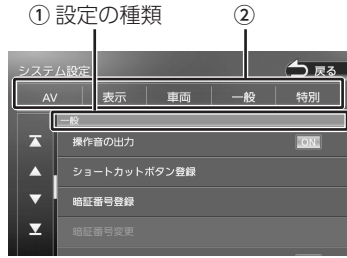 ① 設定の種類 ②
システム設定 戻る
AV 表示 車両 一般 特別
一般
操作音の出力 ON
ショートカットボタン登録
暗証番号登録
暗証番号変更